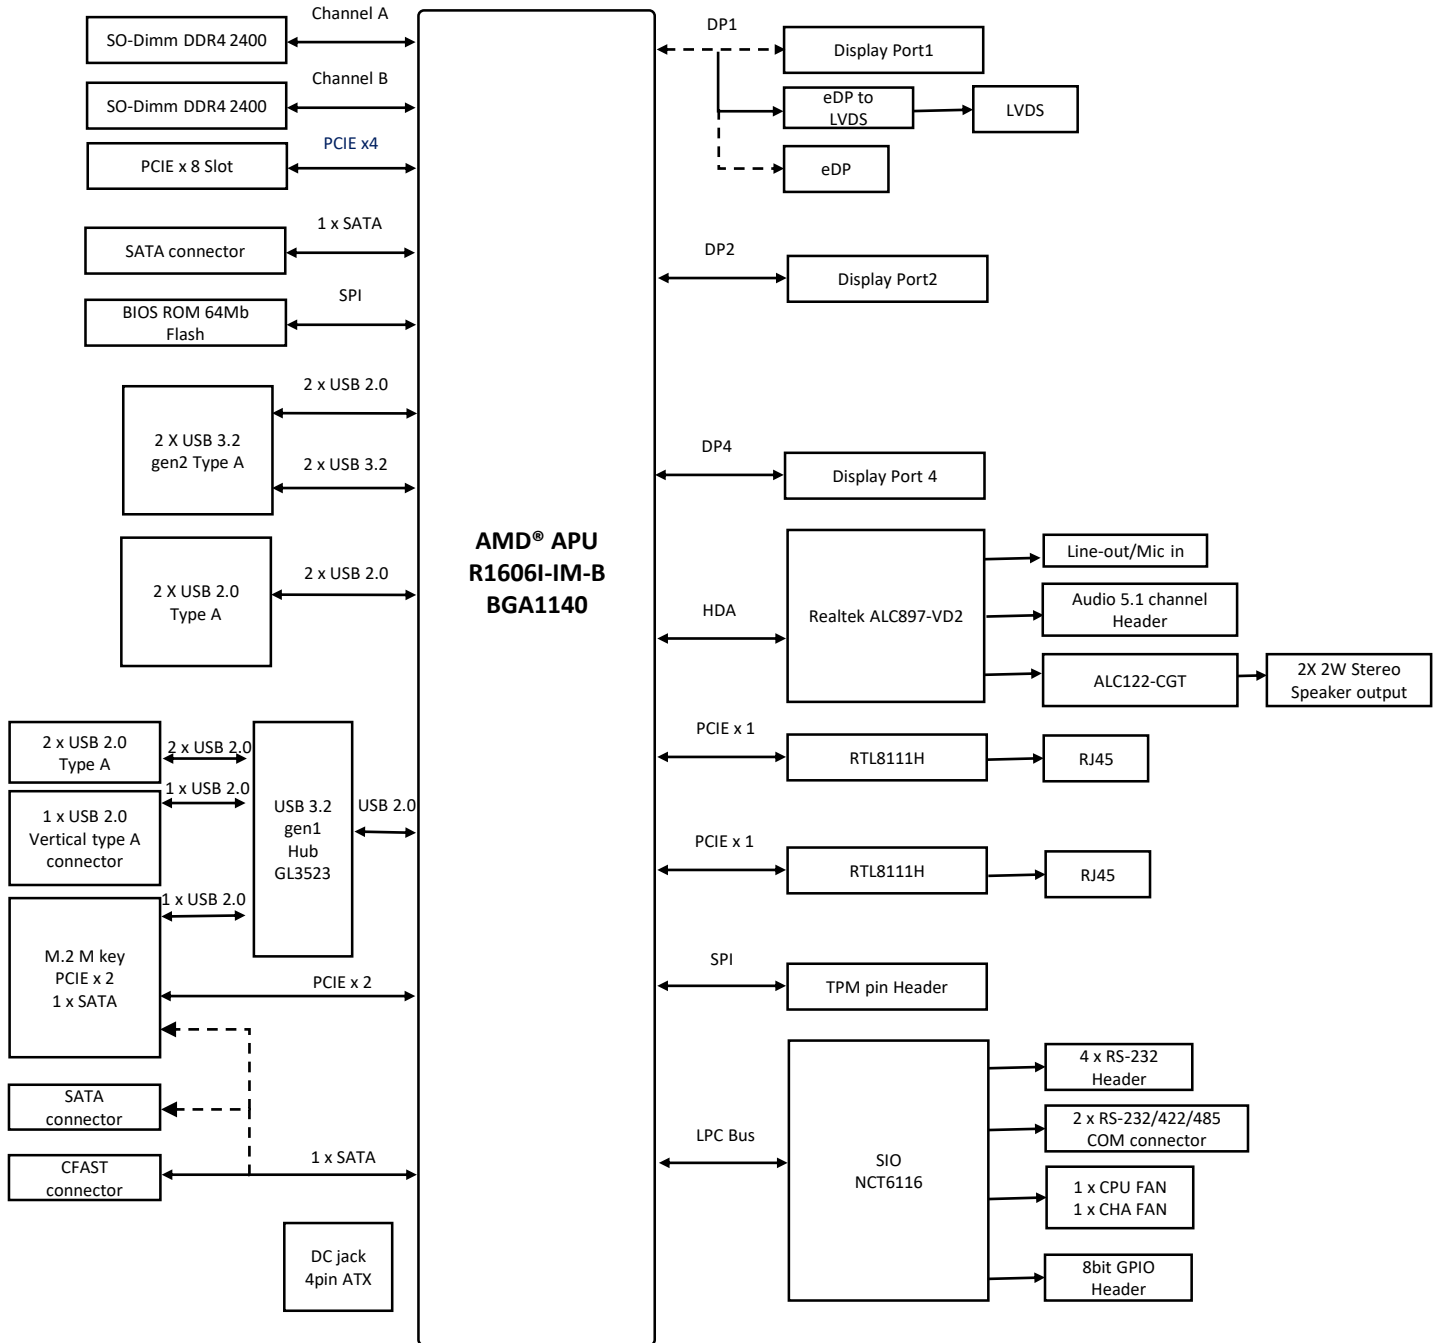 Channel A
SO-Dimm DDR4 2400
Channel B
SO-Dimm DDR4 2400
PCIE x4
PCIE x 8 Slot
1 x SATA
SATA connector
SPI
BIOS ROM 64Mb
Flash
2 x USB 2.0
2 X USB 3.2
gen2 Type A
2 x USB 3.2
2 x USB 2.0
2 X USB 2.0
Type A
2 x USB 2.0
Type A
2 x USB 2.0
1 x USB 2.0
1 x USB 2.0
Vertical type A
connector
USB 3.2
gen1
Hub
GL3523
USB 2.0
1 x USB 2.0
M.2 M key
PCIE x 2
1 x SATA
PCIE x 2
SATA
connector
CFAST
connector
1 x SATA
DC jack
4pin ATX
AMD® APU
R1606I-IM-B
BGA1140
DP1
Display Port1
eDP to
LVDS
LVDS
eDP
DP2
Display Port2
DP4
Display Port 4
HDA
Realtek ALC897-VD2
Line-out/Mic in
Audio 5.1 channel
Header
ALC122-CGT
2X 2W Stereo
Speaker output
PCIE x 1
RTL8111H
RJ45
PCIE x 1
RTL8111H
RJ45
SPI
TPM pin Header
LPC Bus
SIO
NCT6116
4 x RS-232
Header
2 x RS-232/422/485
COM connector
1 x CPU FAN
1 x CHA FAN
8bit GPIO
Header